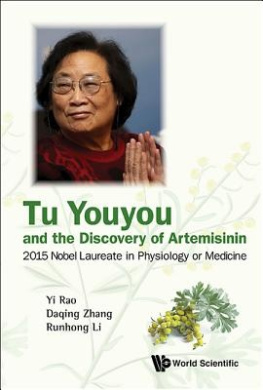 Tu Youyou
and the Discovery of Artemisinin
2015 Nobel Laureate in Physiology or Medicine
Yi Rao
Daqing Zhang
Runhong Li
World Scientific